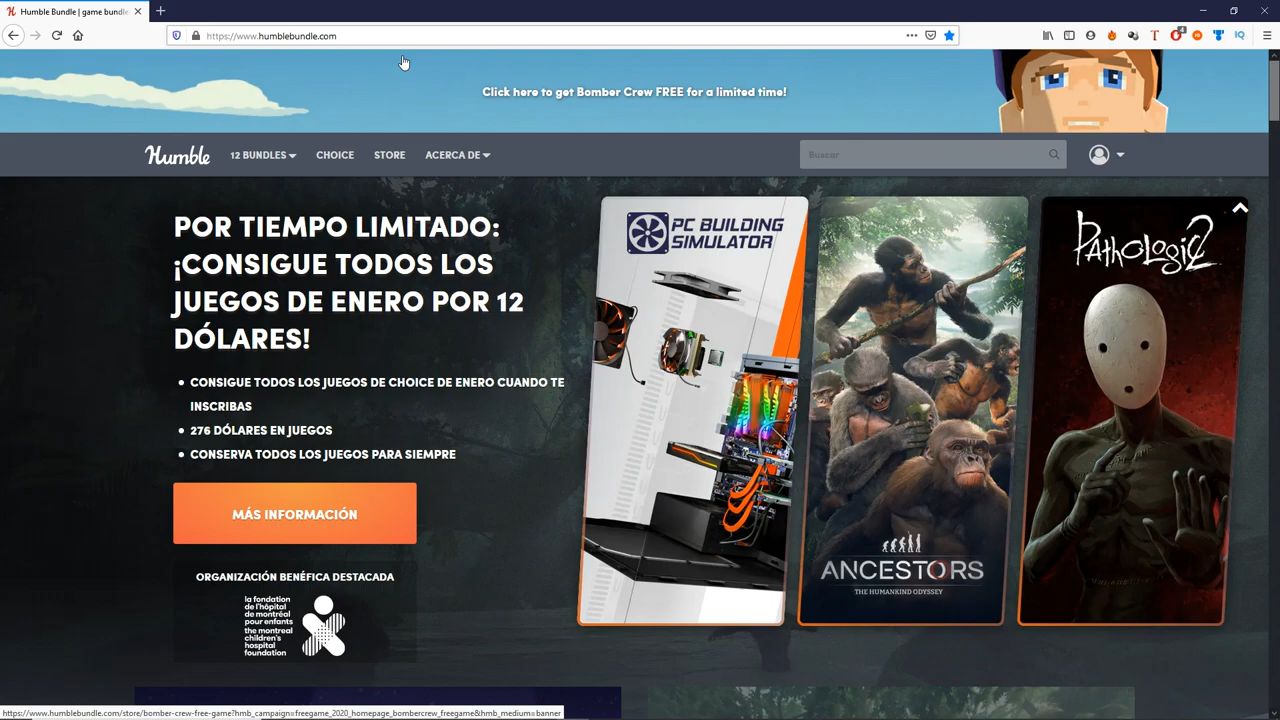 Humble Bundle | game bundle
https://www.humblebundle.com
4
Click here to get Bomber Crew FREE for a limited time!
Humble
12 BUNDLES
CHOICE
STORE
ACERCA DE
Buscar
POR TIEMPO LIMITADO:
¡CONSIGUE TODOS LOS
JUEGOS DE ENERO POR 12
DÓLARES!
CONSIGUE TODOS LOS JUEGOS DE CHOICE DE ENERO CUANDO TE
INSCRIBAS
276 DÓLARES EN JUEGOS
CONSERVA TODOS LOS JUEGOS PARA SIEMPRE
MÁS INFORMACIÓN
ORGANIZACIÓN BENÉFICA DESTACADA
la fondation
de l'hôpital
de montréal
pour enfants
the montreal
children's
hospital
foundation
PC BUILDING
SIMULATOR
ANCESTORS
THE HUMANKIND ODYSSEY
PAthoLogic2
https://www.humblebundle.com/store/bomber-crew-free-game?hmb_campaign=freegame_2020_homepage_bombercrew_freegame&hmb_medium=banner